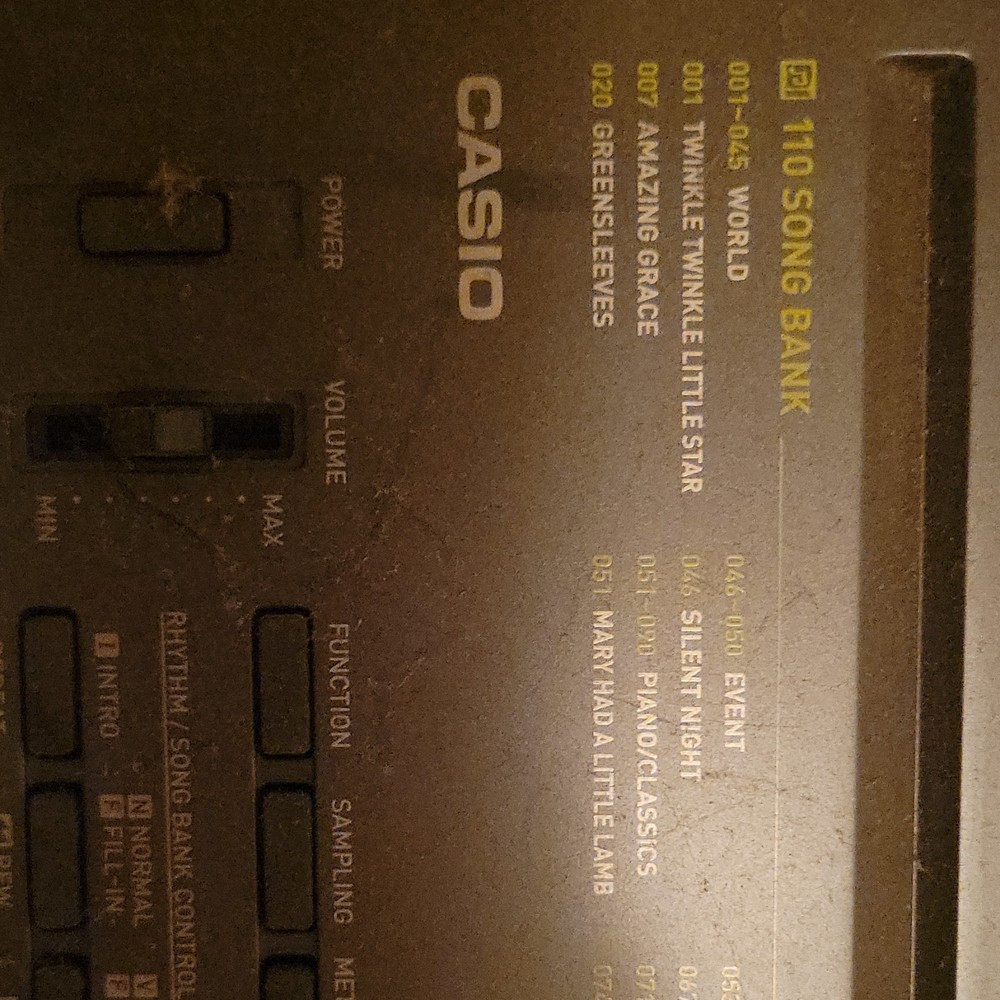 110 SONG BANK
001~045 WORLD
001 TWINKLE TWINKLE LITTLE STAR
007 AMAZING GRACE
020 GREENSLEEVES
046~050 EVENT
046 SILENT NIGHT
051~090 PIANO/CLASSICS
051 MARY HAD A LITTLE LAMB
CASIO
POWER
VOLUME
MAX
MIN
FUNCTION
SAMPLING
RHYTHM / SONG BANK CONTROL
I INTRO
N NORMAL
F FILL-IN
REW